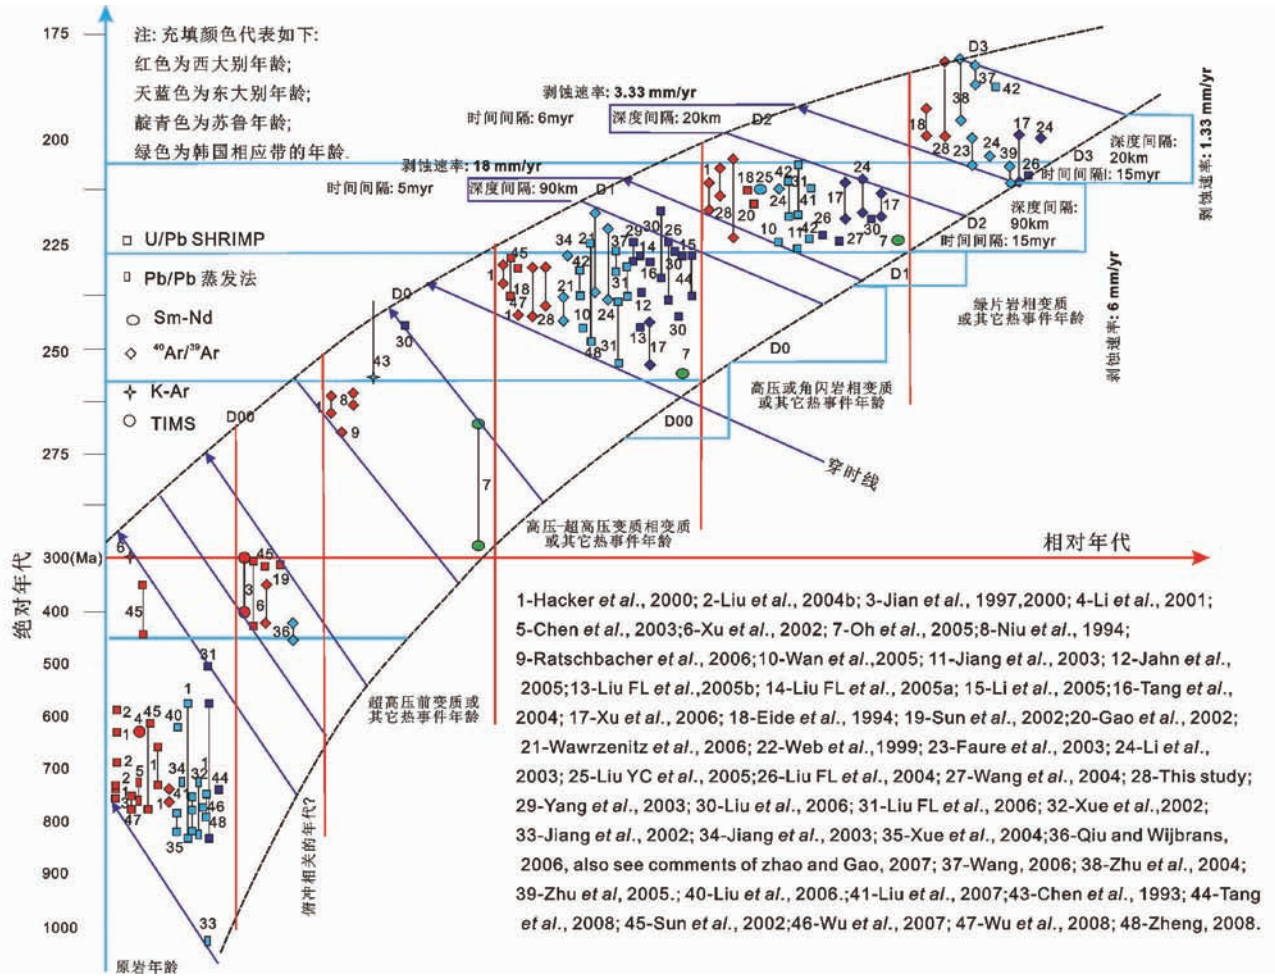 175
200
225
250
275
300(Ma)
400
500
600
700
800
900
1000
绝对年代
相对年代
注: 充填颜色代表如下:
红色为西大别年龄;
天蓝色为东大别年龄;
靛青色为苏鲁年龄;
绿色为韩国相应带的年龄.
U/Pb SHRIMP
Pb/Pb 蒸发法
Sm-Nd
⁴⁰Ar/³⁹Ar
K-Ar
TIMS
剥蚀速率: 3.33 mm/yr
时间间隔: 6myr
深度间隔: 20km
剥蚀速率: 18 mm/yr
时间间隔: 5myr
深度间隔: 90km
D00
D0
D1
D2
D3
D3
D2
D1
D0
D00
深度间隔:
20km
时间间隔: 15myr
深度间隔:
90km
时间间隔: 15myr
剥蚀速率: 1.33 mm/yr
剥蚀速率: 6 mm/yr
绿片岩相变质
或其它热事件年龄
高压或角闪岩相变质
或其它热事件年龄
穿时线
高压-超高压变质相变质
或其它热事件年龄
超高压前变质或
其它热事件年龄
俯冲相关的年代?
原岩年龄
1-Hacker et al., 2000; 2-Liu et al., 2004b; 3-Jian et al., 1997,2000; 4-Li et al., 2001;
5-Chen et al., 2003;6-Xu et al., 2002; 7-Oh et al., 2005;8-Niu et al., 1994;
9-Ratschbacher et al., 2006;10-Wan et al.,2005; 11-Jiang et al., 2003; 12-Jahn et al.,
2005;13-Liu FL et al.,2005b; 14-Liu FL et al., 2005a; 15-Li et al., 2005;16-Tang et al.,
2004; 17-Xu et al., 2006; 18-Eide et al., 1994; 19-Sun et al., 2002;20-Gao et al., 2002;
21-Wawrzenitz et al., 2006; 22-Web et al.,1999; 23-Faure et al., 2003; 24-Li et al.,
2003; 25-Liu YC et al., 2005;26-Liu FL et al., 2004; 27-Wang et al., 2004; 28-This study;
29-Yang et al., 2003; 30-Liu et al., 2006; 31-Liu FL et al., 2006; 32-Xue et al.,2002;
33-Jiang et al., 2002; 34-Jiang et al., 2003; 35-Xue et al., 2004;36-Qiu and Wijbrans,
2006, also see comments of zhao and Gao, 2007; 37-Wang, 2006; 38-Zhu et al., 2004;
39-Zhu et al, 2005.; 40-Liu et al., 2006.;41-Liu et al., 2007;43-Chen et al., 1993; 44-Tang
et al., 2008; 45-Sun et al., 2002;46-Wu et al., 2007; 47-Wu et al., 2008; 48-Zheng, 2008.